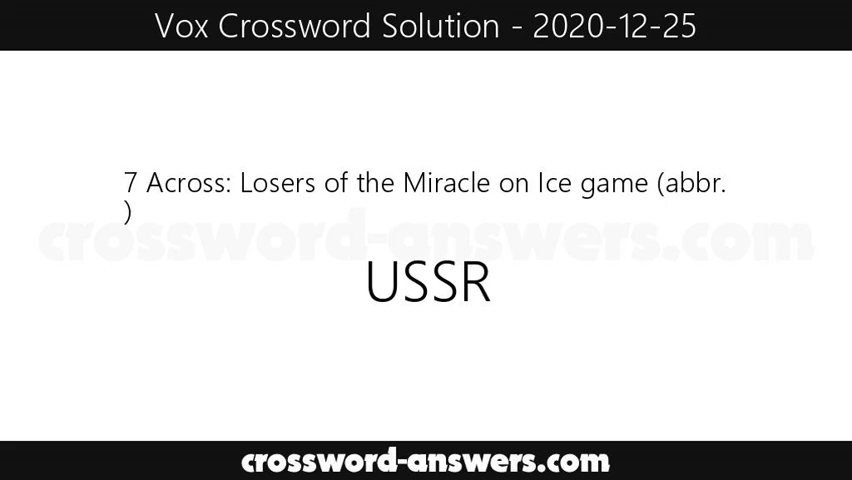 Vox Crossword Solution - 2020-12-25
7 Across: Losers of the Miracle on Ice game (abbr.
)
crossword-answers.com
USSR
crossword-answers.com